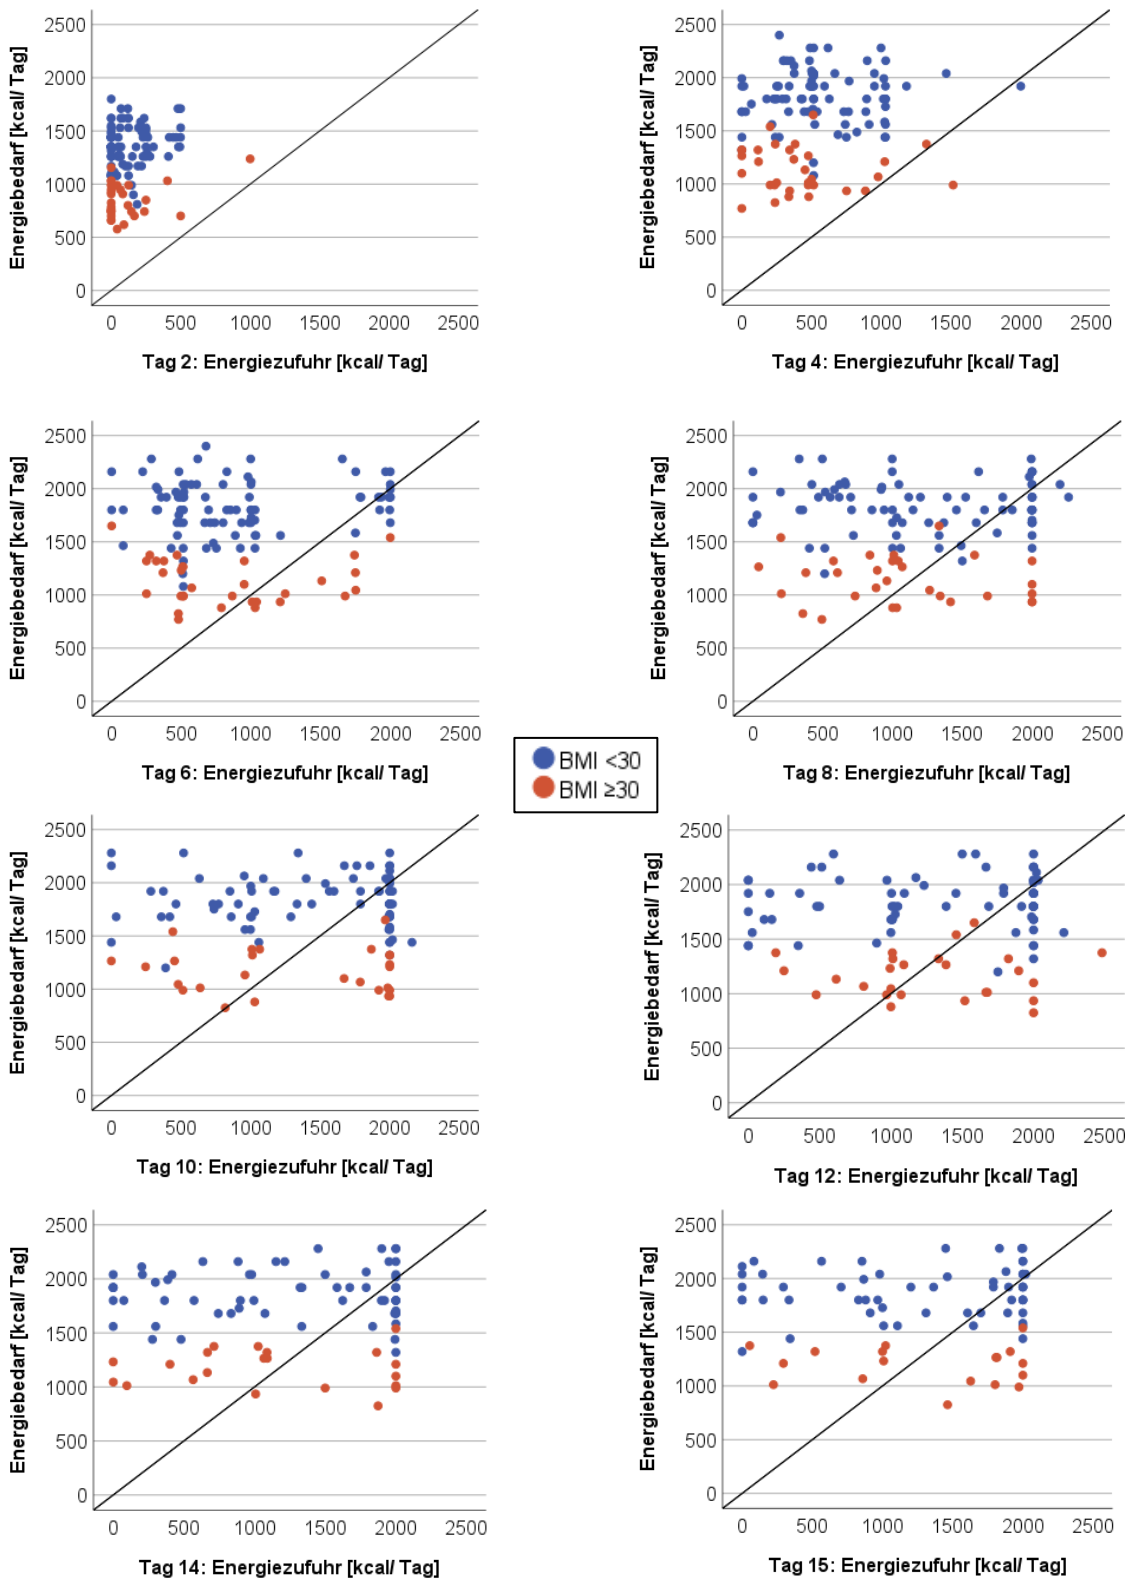 2500
2000
1500
1000
500
0
Energiebedarf [kcal/ Tag]
0 500 1000 1500 2000 2500
Tag 2: Energiezufuhr [kcal/ Tag]
2500
2000
1500
1000
500
0
Energiebedarf [kcal/ Tag]
0 500 1000 1500 2000 2500
Tag 4: Energiezufuhr [kcal/ Tag]
2500
2000
1500
1000
500
0
Energiebedarf [kcal/ Tag]
0 500 1000 1500 2000 2500
Tag 6: Energiezufuhr [kcal/ Tag]
2500
2000
1500
1000
500
0
Energiebedarf [kcal/ Tag]
0 500 1000 1500 2000 2500
Tag 8: Energiezufuhr [kcal/ Tag]
BMI <30
BMI ≥30
2500
2000
1500
1000
500
0
Energiebedarf [kcal/ Tag]
0 500 1000 1500 2000 2500
Tag 10: Energiezufuhr [kcal/ Tag]
2500
2000
1500
1000
500
0
Energiebedarf [kcal/ Tag]
0 500 1000 1500 2000 2500
Tag 12: Energiezufuhr [kcal/ Tag]
2500
2000
1500
1000
500
0
Energiebedarf [kcal/ Tag]
0 500 1000 1500 2000 2500
Tag 14: Energiezufuhr [kcal/ Tag]
2500
2000
1500
1000
500
0
Energiebedarf [kcal/ Tag]
0 500 1000 1500 2000 2500
Tag 15: Energiezufuhr [kcal/ Tag]